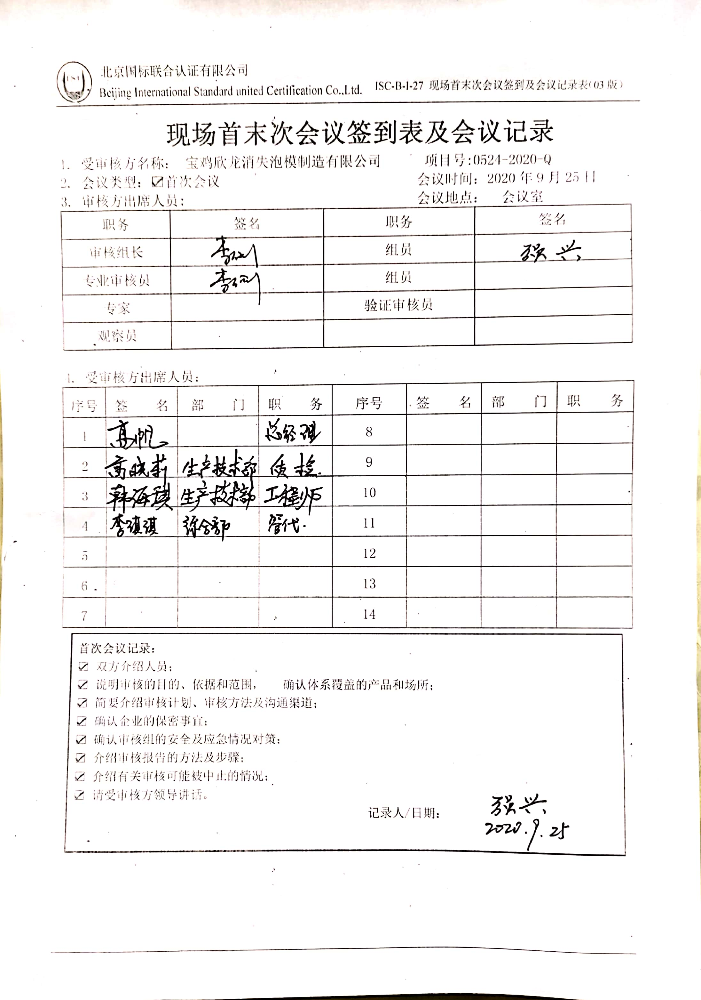 北京国标联合认证有限公司
Beijing International Standard united Certification Co.,Ltd. ISC-B-I-27 现场首末次会议签到及会议记录表(03版)
现场首末次会议签到表及会议记录
1. 受审核方名称: 宝鸡欣龙消失泡模制造有限公司 项目号:0524-2020-Q
2. 会议类型: ☑首次会议 会议时间: 2020年9月25日
3. 审核方出席人员: 会议地点: 会议室
职务 签名 职务 签名
审核组长 李 组员 强兴
专业审核员 李 组员
专家 验证审核员
观察员
4. 受审核方出席人员:
序号 签 名 部 门 职 务 序号 签 名 部 门 职 务
1 高帆 总经理 8
2 高晓莉 生产技术部 质检 9
3 韩海琪 生产技术部 工程师 10
4 李琪琪 综合部 管代. 11
5 12
6 13
7 14
首次会议记录:
☑ 双方介绍人员;
☑ 说明审核的目的、依据和范围, 确认体系覆盖的产品和场所;
☑ 简要介绍审核计划、审核方法及沟通渠道;
☑ 确认企业的保密事宜;
☑ 确认审核组的安全及应急情况对策;
☑ 介绍审核报告的方法及步骤;
☑ 介绍有关审核可能被中止的情况;
☑ 请受审核方领导讲话。
强兴
记录人/日期:
2020.9.25